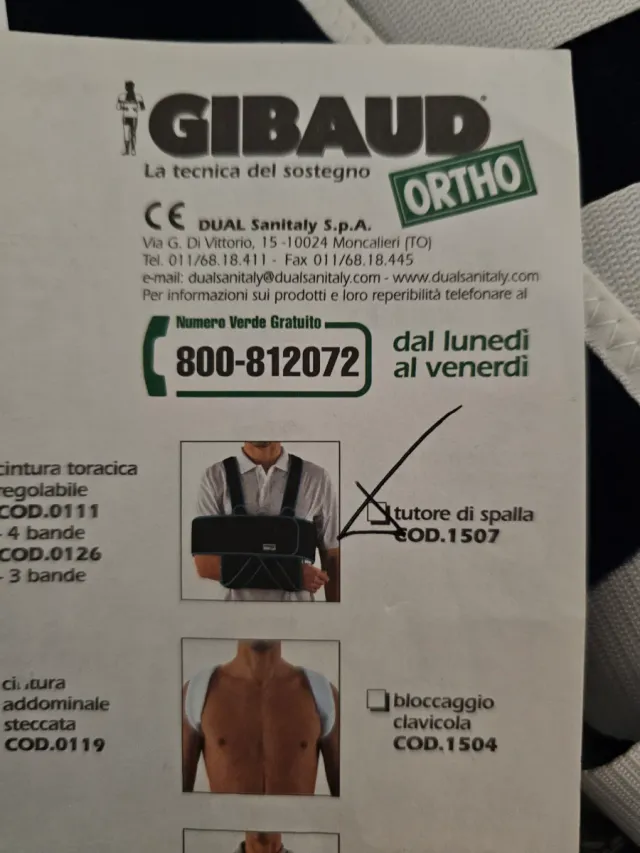 GIBAUD
La tecnica del sostegno
ORTHO
CE DUAL Sanitaly S.p.A.
Via G. Di Vittorio, 15 -10024 Moncalieri (TO)
Tel. 011/68.18.411 - Fax 011/68.18.445
e-mail: dualsanitaly@dualsanitaly.com - www.dualsanitaly.com
Per informazioni sui prodotti e loro reperibilità telefonare al
Numero Verde Gratuito
800-812072
dal lunedì
al venerdì
cintura toracica
regolabile
COD.0111
- 4 bande
COD.0126
- 3 bande
tutore di spalla
COD.1507
addominale
steccata
COD.0119
bloccaggio
clavicola
COD.1504